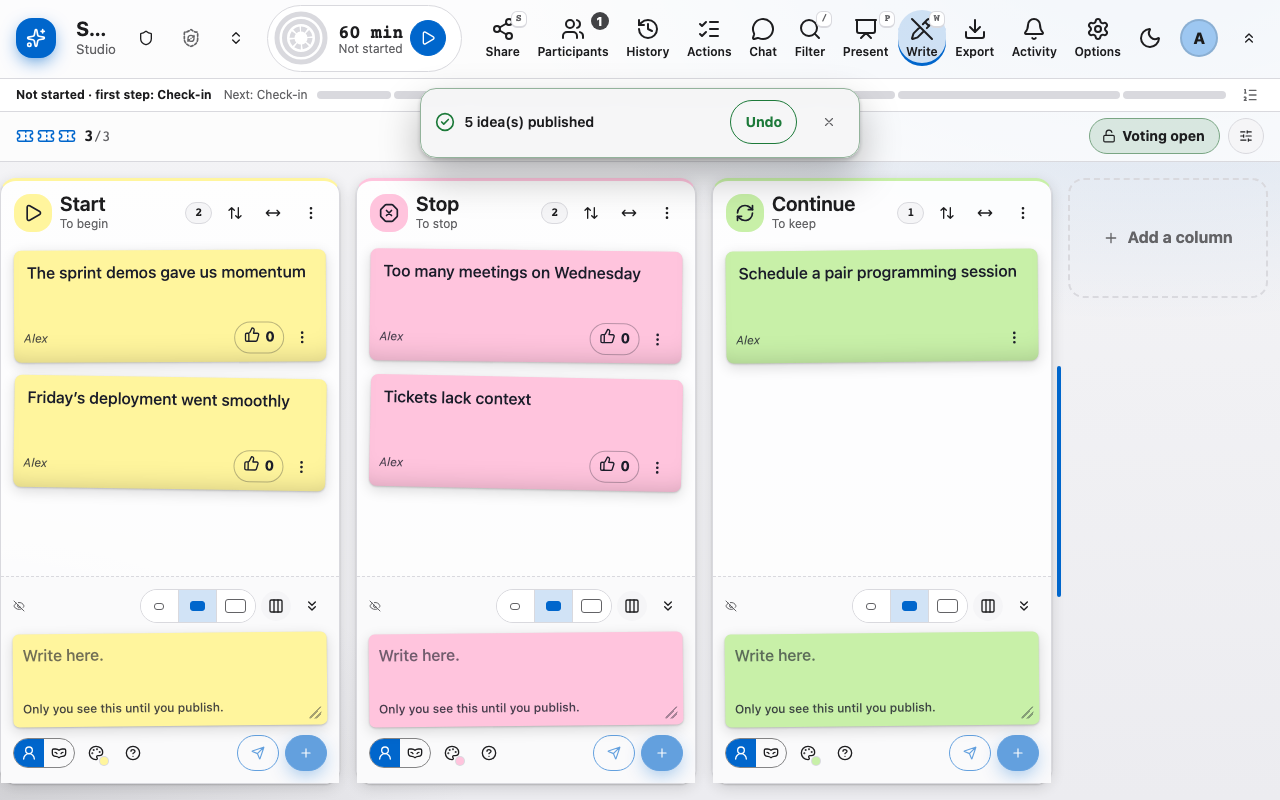 S...
Studio
60 min
Not started
S
Share
1
Participants
History
Actions
Chat
/
Filter
P
Present
W
Write
Export
Activity
Options
A
Not started · first step: Check-in
Next: Check-in
3/3
5 idea(s) published
Undo
Voting open
Start
To begin
2
The sprint demos gave us momentum
Alex
0
Friday’s deployment went smoothly
Alex
0
Write here.
Only you see this until you publish.
Stop
To stop
2
Too many meetings on Wednesday
Alex
0
Tickets lack context
Alex
0
Write here.
Only you see this until you publish.
Continue
To keep
1
Schedule a pair programming session
Alex
Write here.
Only you see this until you publish.
Add a column